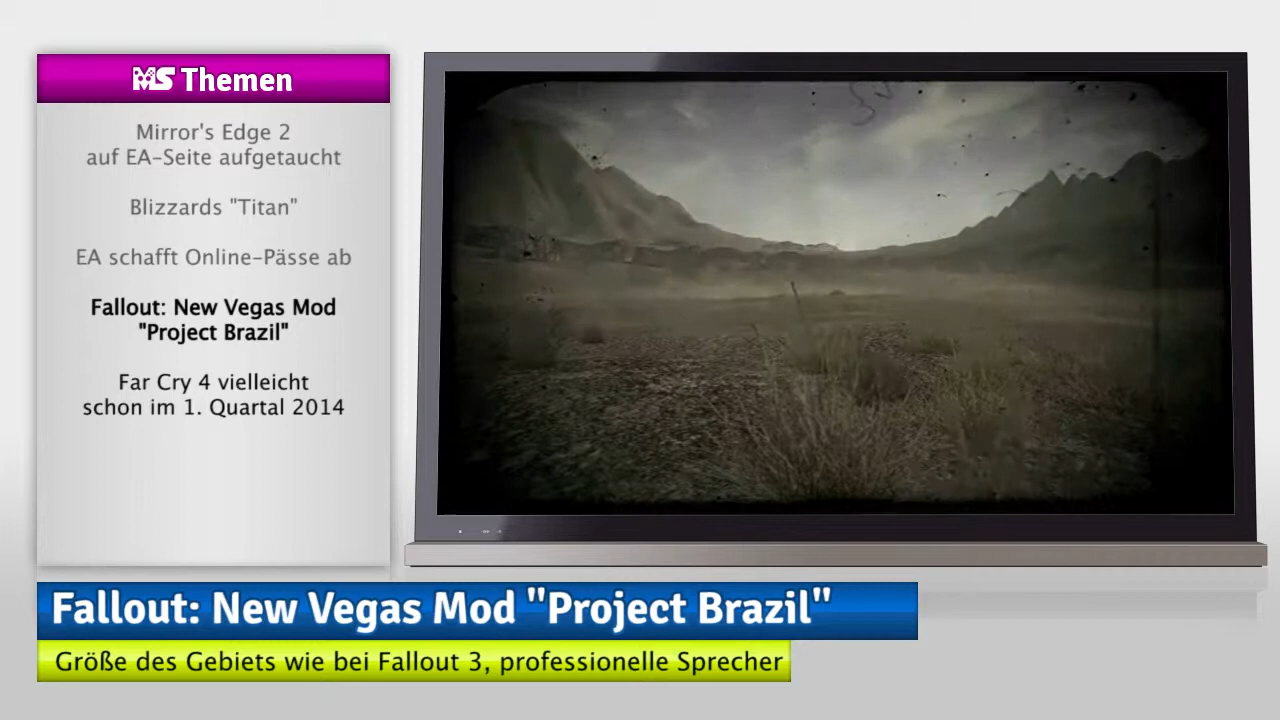 MS Themen
Mirror's Edge 2
auf EA-Seite aufgetaucht
Blizzards "Titan"
EA schafft Online-Pässe ab
Fallout: New Vegas Mod
"Project Brazil"
Far Cry 4 vielleicht
schon im 1. Quartal 2014
Fallout: New Vegas Mod "Project Brazil"
Größe des Gebiets wie bei Fallout 3, professionelle Sprecher